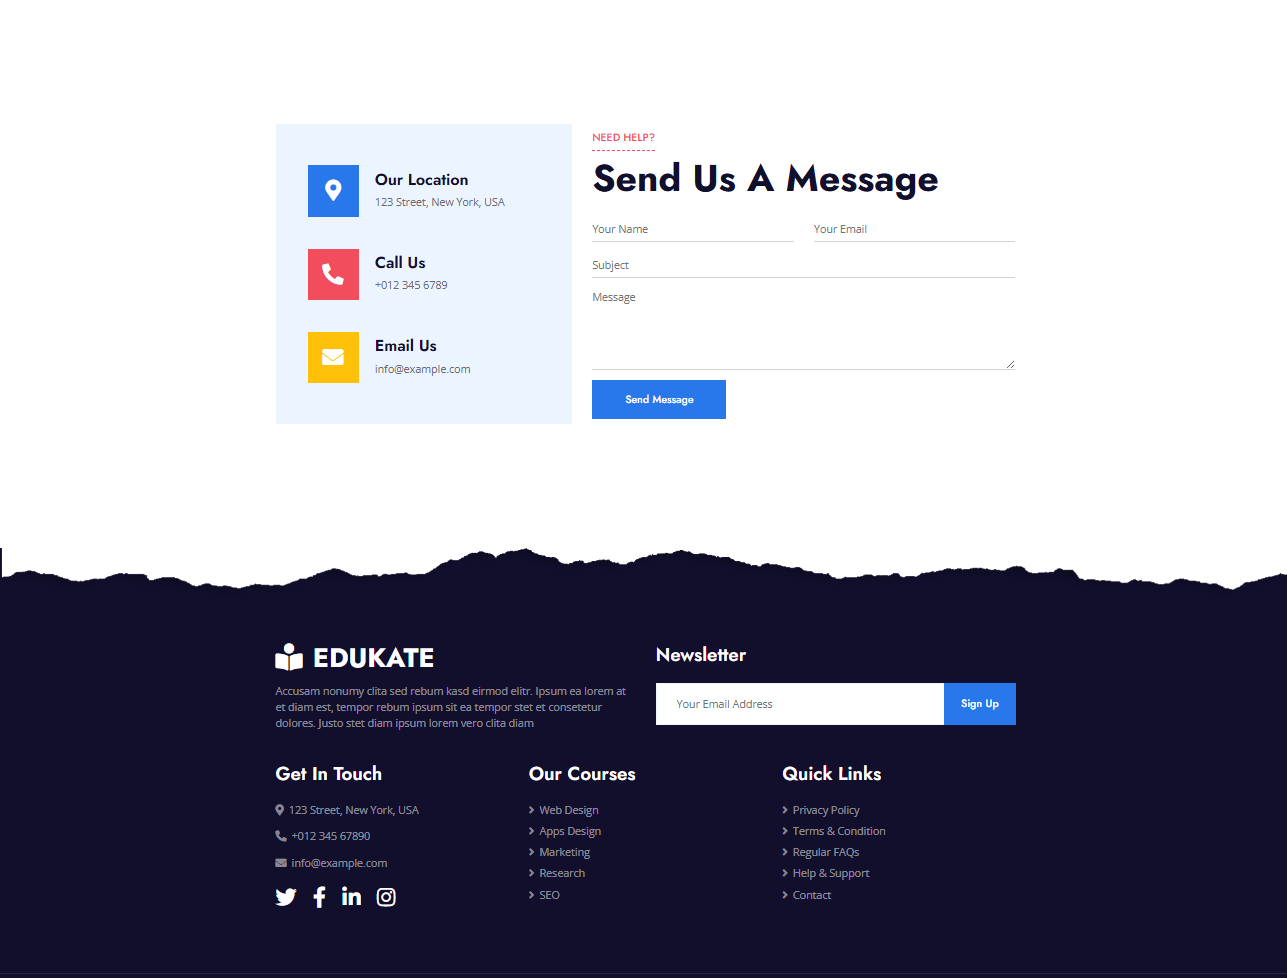 Our Location
123 Street, New York, USA
Call Us
+012 345 6789
Email Us
info@example.com
NEED HELP?
Send Us A Message
Your Name
Your Email
Subject
Message
Send Message
EDUKATE
Accusam nonumy clita sed rebum kasd eirmod elitr. Ipsum ea lorem at
et diam est, tempor rebum ipsum sit ea tempor stet et consetetur
dolores. Justo stet diam ipsum lorem vero clita diam
Newsletter
Your Email Address
Sign Up
Get In Touch
123 Street, New York, USA
+012 345 67890
info@example.com
Our Courses
Web Design
Apps Design
Marketing
Research
SEO
Quick Links
Privacy Policy
Terms & Condition
Regular FAQs
Help & Support
Contact